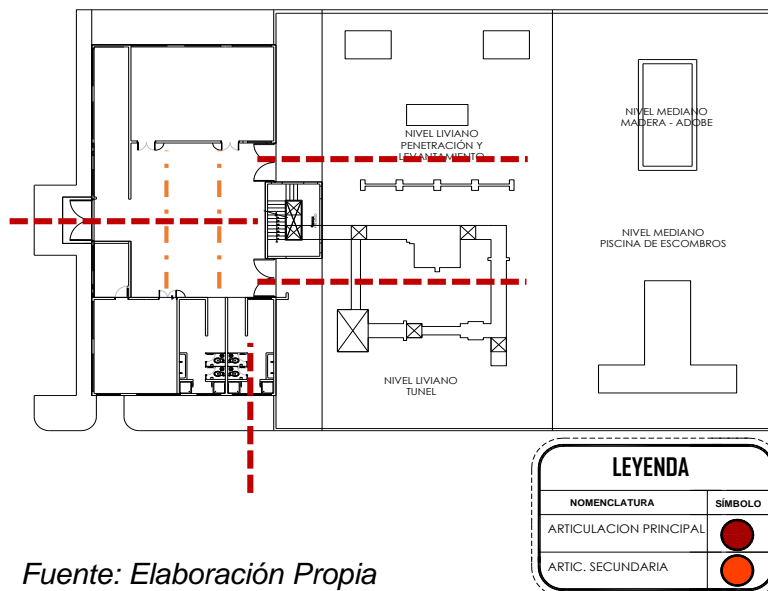 NIVEL LIVIANO
PENETRACIÓN Y
LEVANTAMIENTO
NIVEL MEDIANO
MADERA - ADOBE
NIVEL MEDIANO
PISCINA DE ESCOMBROS
NIVEL LIVIANO
TUNEL
LEYENDA
NOMENCLATURA SÍMBOLO
ARTICULACION PRINCIPAL
ARTIC. SECUNDARIA
Fuente: Elaboración Propia